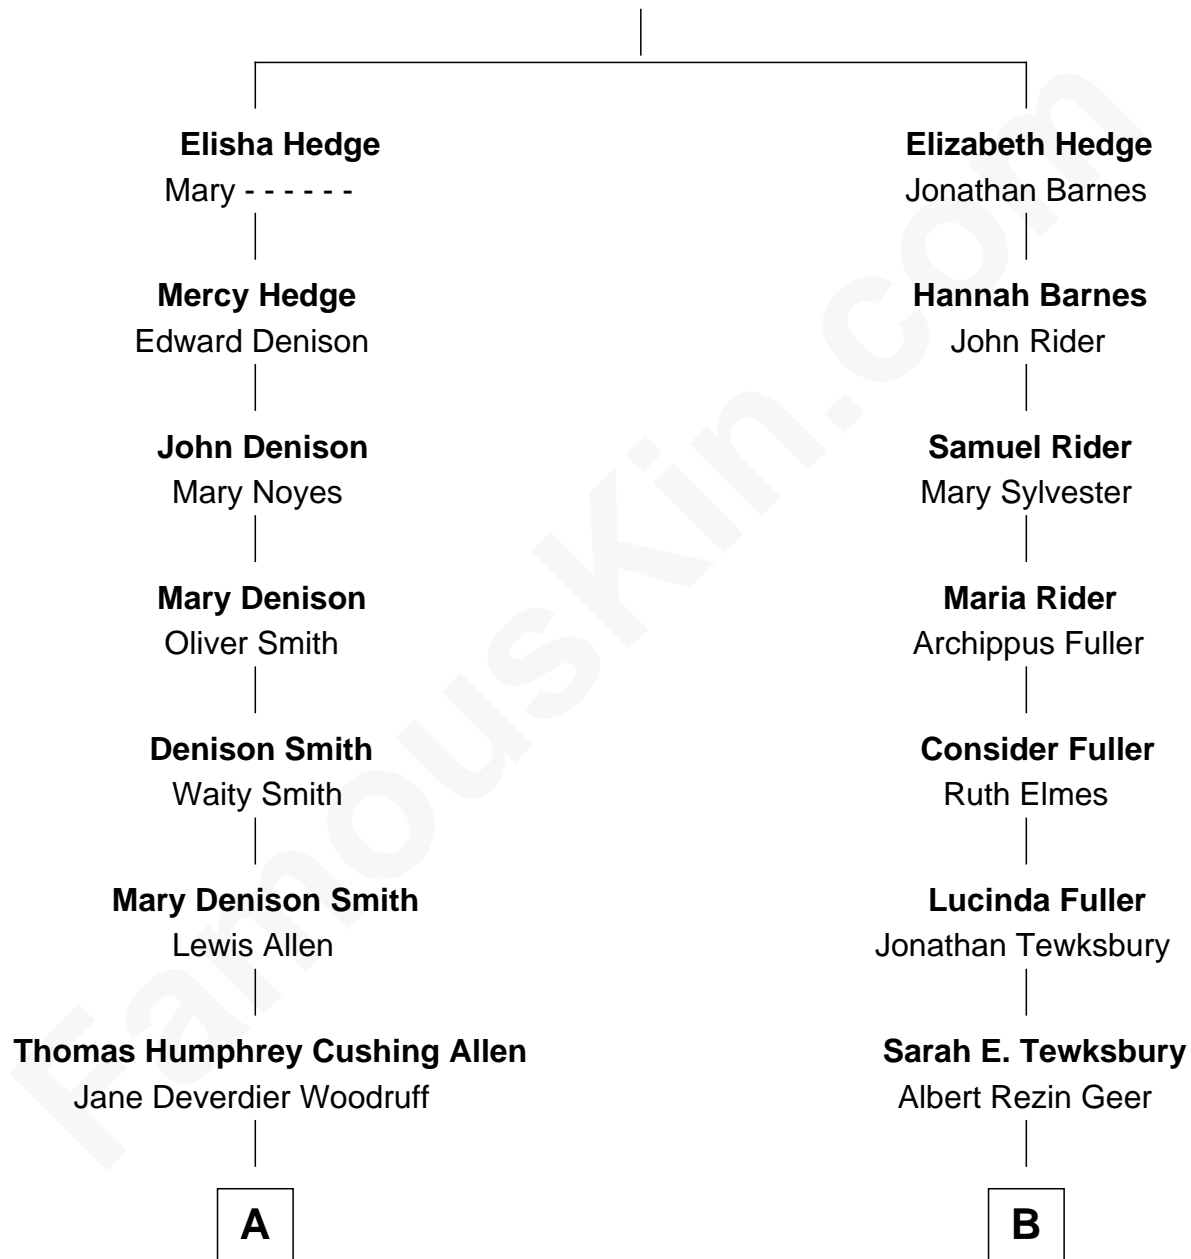 Elisha Hedge
Mary - - - - - -
Mercy Hedge
Edward Denison
John Denison
Mary Noyes
Mary Denison
Oliver Smith
Denison Smith
Waity Smith
Mary Denison Smith
Lewis Allen
Thomas Humphrey Cushing Allen
Jane Deverdier Woodruff
A
Elizabeth Hedge
Jonathan Barnes
Hannah Barnes
John Rider
Samuel Rider
Mary Sylvester
Maria Rider
Archippus Fuller
Consider Fuller
Ruth Elmes
Lucinda Fuller
Jonathan Tewksbury
Sarah E. Tewksbury
Albert Rezin Geer
B
FamousKin.com